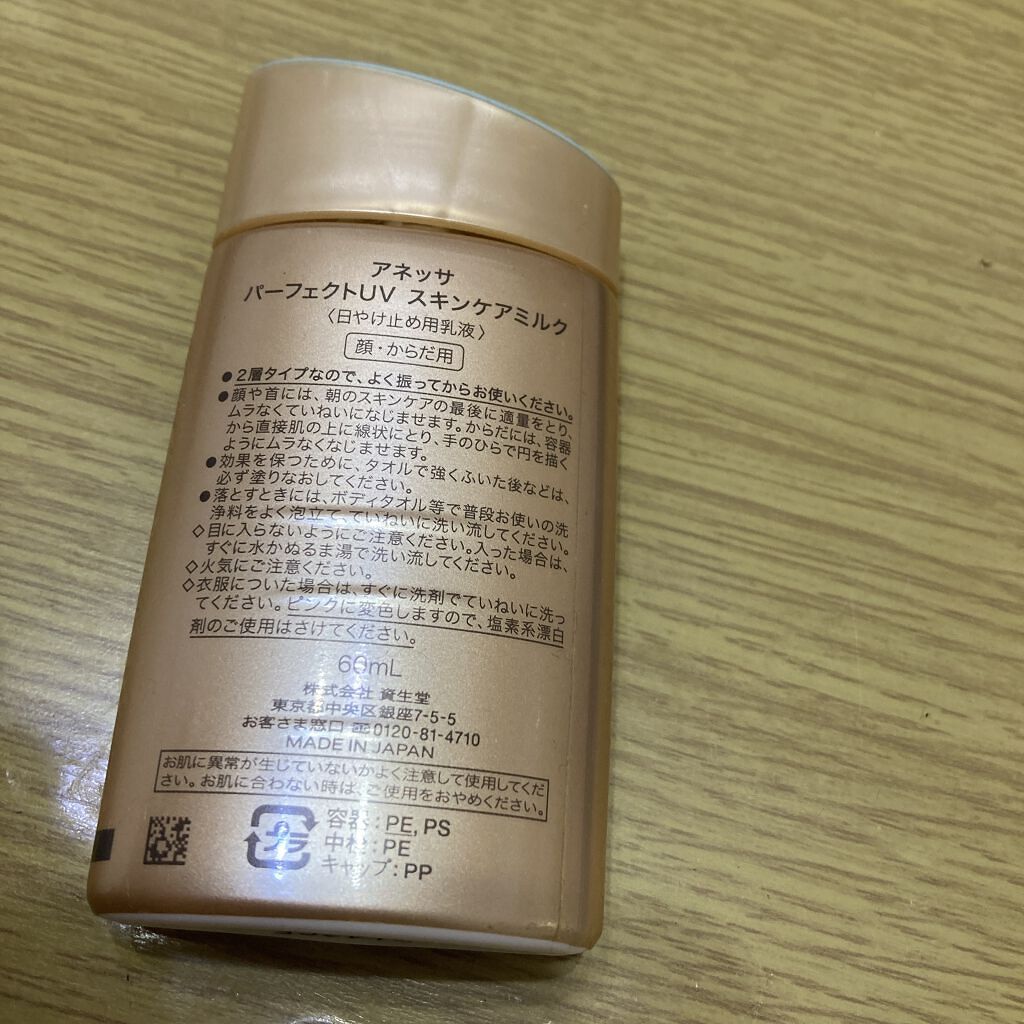 アネッサ
パーフェクトUV スキンケアミルク
〈日やけ止め用乳液〉
顔・からだ用
●2層タイプなので、よく振ってからお使いください。
●顔や首には、朝のスキンケアの最後に適量をとり、
ムラなくていねいになじませます。からだには、容器
から直接肌の上に線状にとり、手のひらで円を描く
ようにムラなくなじませます。
●効果を保つために、タオルで強くふいた後などは、
必ず塗りなおしてください。
●落とすときには、ボディタオル等で普段お使いの洗
浄料をよく泡立て、ていねいに洗い流してください。
◇目に入らないようにご注意ください。入った場合は、
すぐに水かぬるま湯で洗い流してください。
◇火気にご注意ください。
◇衣服についた場合は、すぐに洗剤でていねいに洗っ
てください。ピンクに変色しますので、塩素系漂白
剤のご使用はさけてください。
60mL
株式会社 資生堂
東京都中央区銀座7-5-5
お客さま窓口 0120-81-4710
MADE IN JAPAN
お肌に異常が生じていないかよく注意して使用してくだ
さい。お肌に合わない時は、ご使用をおやめください。
プラ
容器:PE,PS
中栓:PE
キャップ:PP